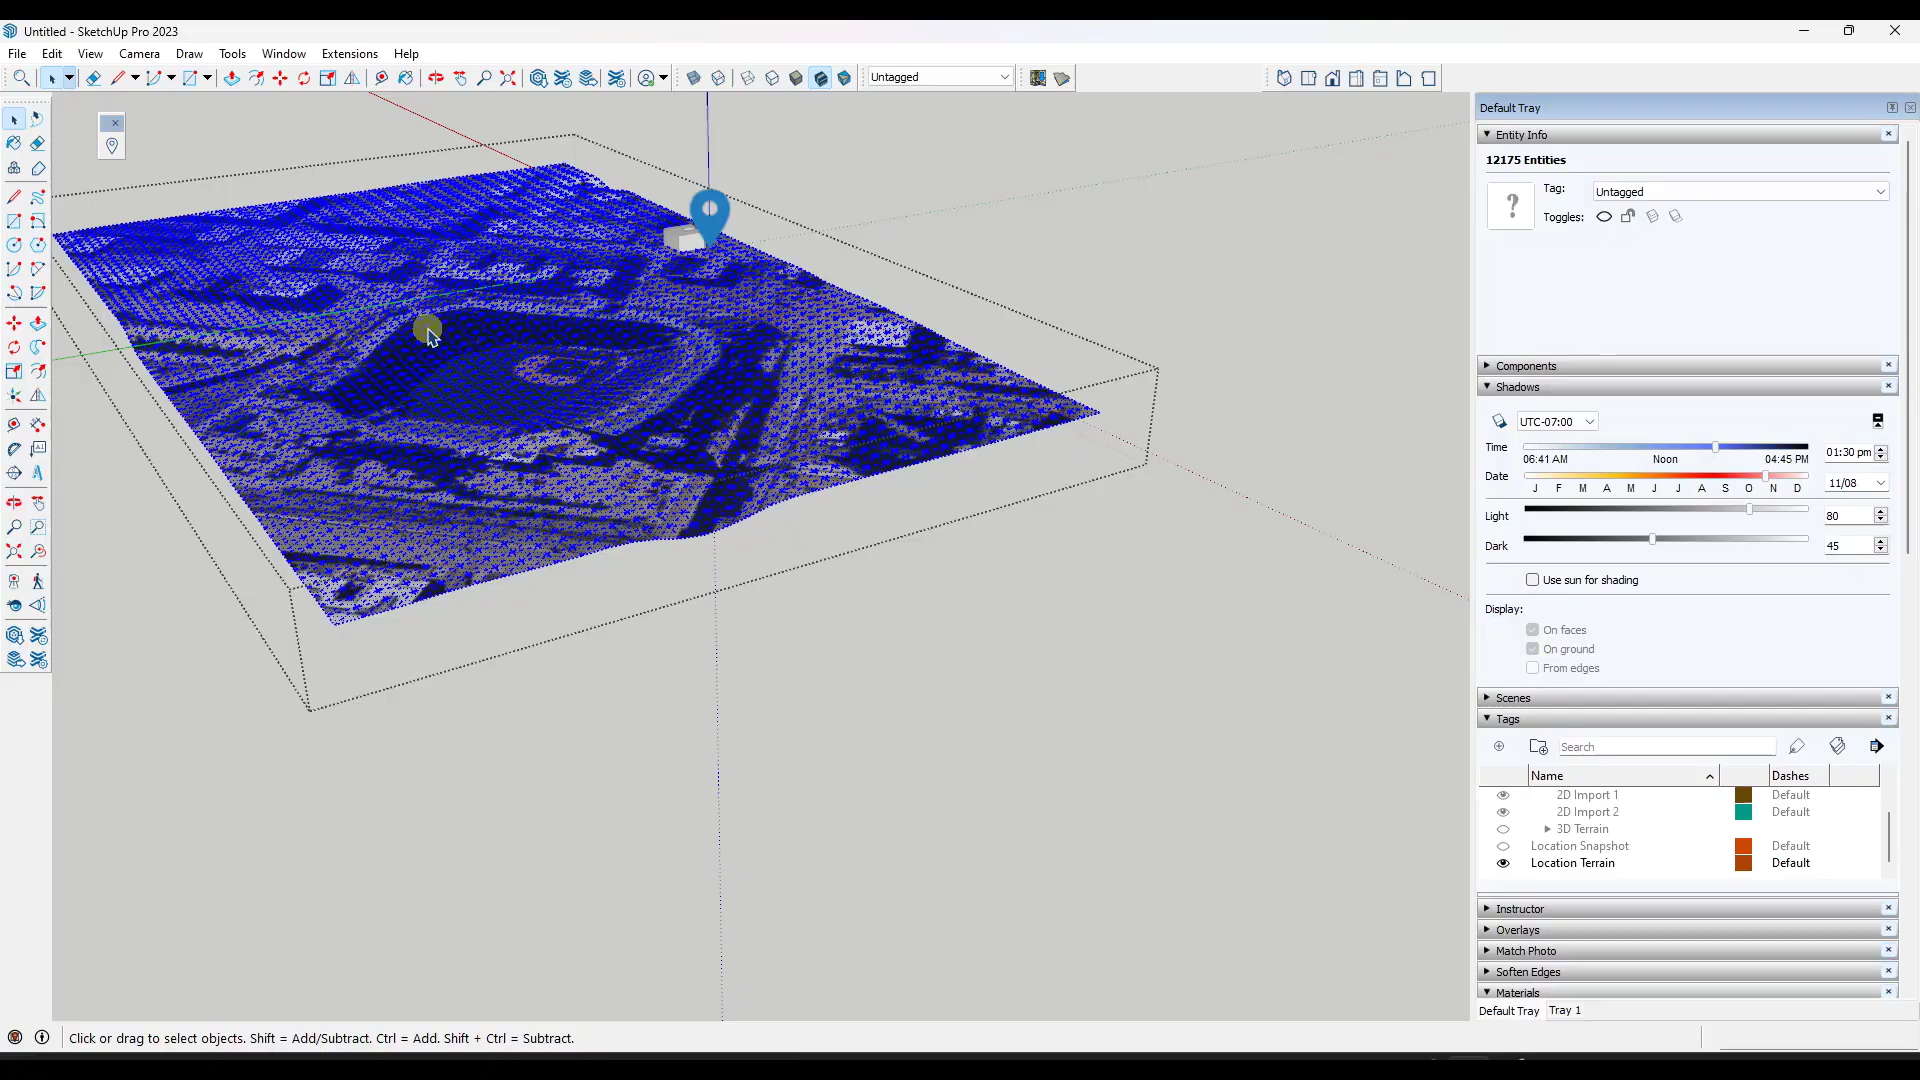 Untitled - SketchUp Pro 2023
File Edit View Camera Draw Tools Window Extensions Help
Untagged
Default Tray
Entity Info
12175 Entities
Tag: Untagged
Toggles:
Components
Shadows
UTC-07:00
Time 01:30 pm
06:41 AM Noon 04:45 PM
Date 11/08
J F M A M J J A S O N D
Light 80
Dark 45
Use sun for shading
Display:
On faces
On ground
From edges
Scenes
Tags
Search
Name Dashes
2D Import 1 Default
2D Import 2 Default
3D Terrain
Location Snapshot Default
Location Terrain Default
Instructor
Overlays
Match Photo
Soften Edges
Materials
Default Tray Tray 1
Click or drag to select objects. Shift = Add/Subtract. Ctrl = Add. Shift + Ctrl = Subtract.